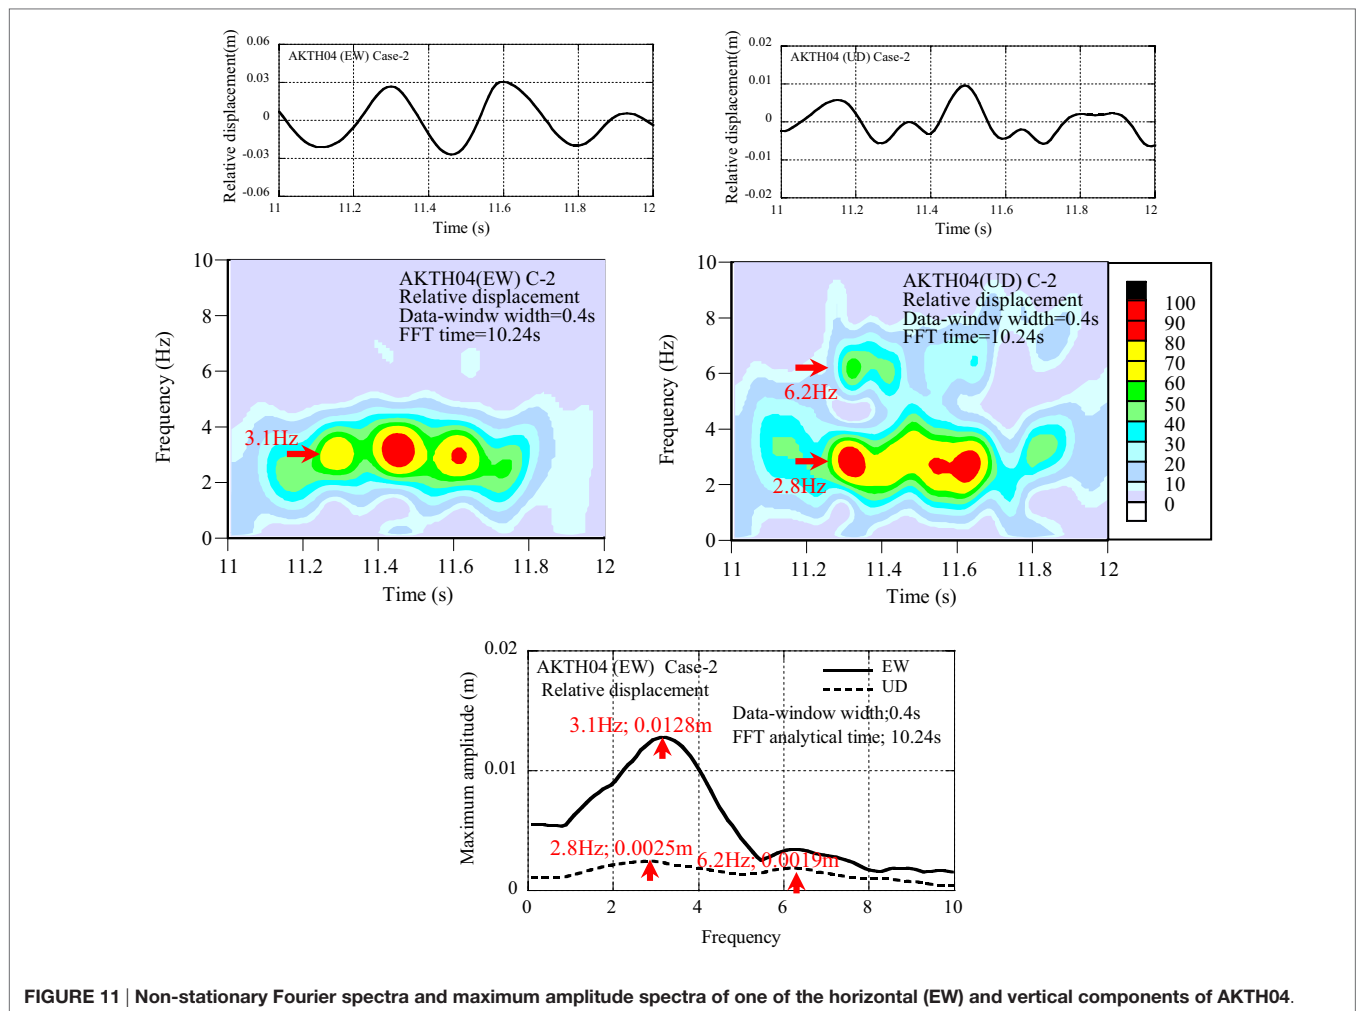 AKTH04 (EW) Case-2
Relative displacement(m)
0.06
0.03
0
-0.03
-0.06
11 11.2 11.4 11.6 11.8 12
Time (s)
AKTH04 (UD) Case-2
Relative displacement(m)
0.02
0.01
0
-0.01
-0.02
11 11.2 11.4 11.6 11.8 12
Time (s)
AKTH04(EW) C-2
Relative displacement
Data-windw width=0.4s
FFT time=10.24s
3.1Hz
Frequency (Hz)
10
8
6
4
2
0
11 11.2 11.4 11.6 11.8 12
Time (s)
AKTH04(UD) C-2
Relative displacement
Data-windw width=0.4s
FFT time=10.24s
6.2Hz
2.8Hz
Frequency (Hz)
10
8
6
4
2
0
11 11.2 11.4 11.6 11.8 12
Time (s)
100
90
80
70
60
50
40
30
20
10
0
AKTH04 (EW) Case-2
Relative displacement
EW
UD
Data-window width;0.4s
FFT analytical time; 10.24s
3.1Hz; 0.0128m
2.8Hz; 0.0025m
6.2Hz; 0.0019m
Maximum amplitude (m)
0.02
0.01
0
0 2 4 6 8 10
Frequency
FIGURE 11 | Non-stationary Fourier spectra and maximum amplitude spectra of one of the horizontal (EW) and vertical components of AKTH04.